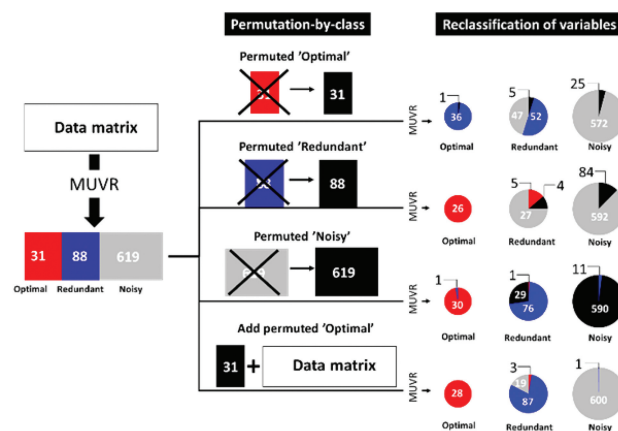 Permutation-by-class
Reclassification of variables
Permuted 'Optimal'
31
31
MUVR
1
36
Optimal
5
47
52
Redundant
25
572
Noisy
Data matrix
MUVR
31
88
619
Optimal
Redundant
Noisy
Permuted 'Redundant'
88
MUVR
26
Optimal
5
4
27
Redundant
84
592
Noisy
Permuted 'Noisy'
619
MUVR
1
30
Optimal
1
29
76
Redundant
11
590
Noisy
Add permuted 'Optimal'
31
+
Data matrix
MUVR
28
Optimal
3
19
87
Redundant
1
600
Noisy